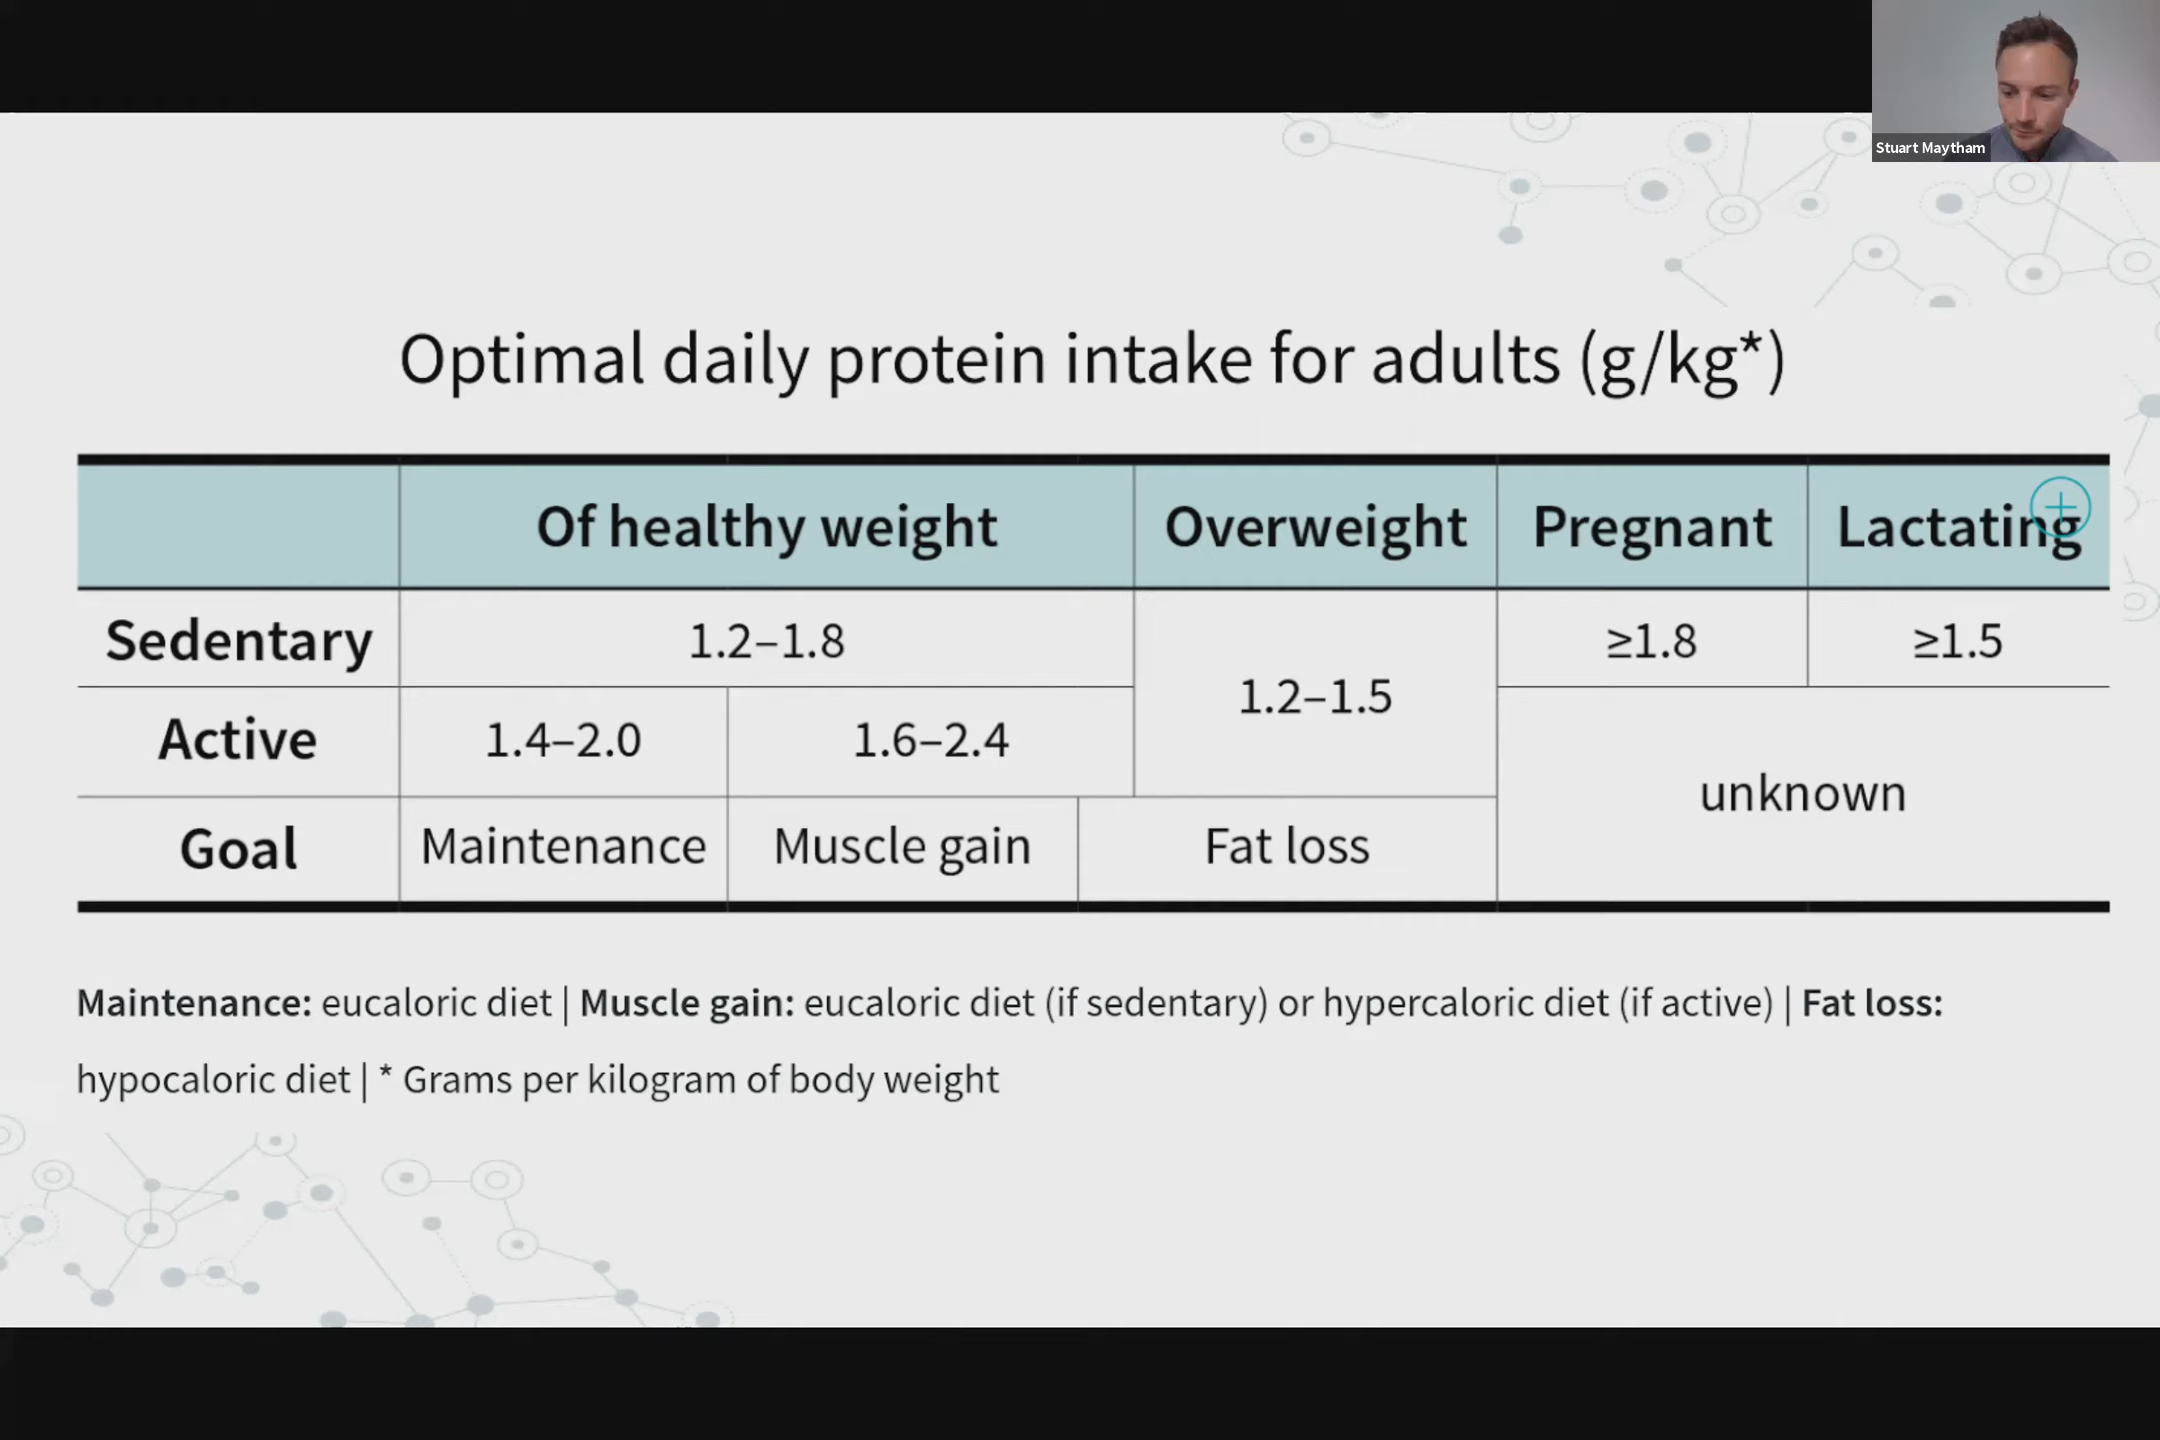 Stuart Maytham
Optimal daily protein intake for adults (g/kg*)
Of healthy weight Overweight Pregnant Lactating
Sedentary 1.2–1.8 1.2–1.5 ≥1.8 ≥1.5
Active 1.4–2.0 1.6–2.4 unknown
Goal Maintenance Muscle gain Fat loss
Maintenance: eucaloric diet | Muscle gain: eucaloric diet (if sedentary) or hypercaloric diet (if active) | Fat loss:
hypocaloric diet | * Grams per kilogram of body weight